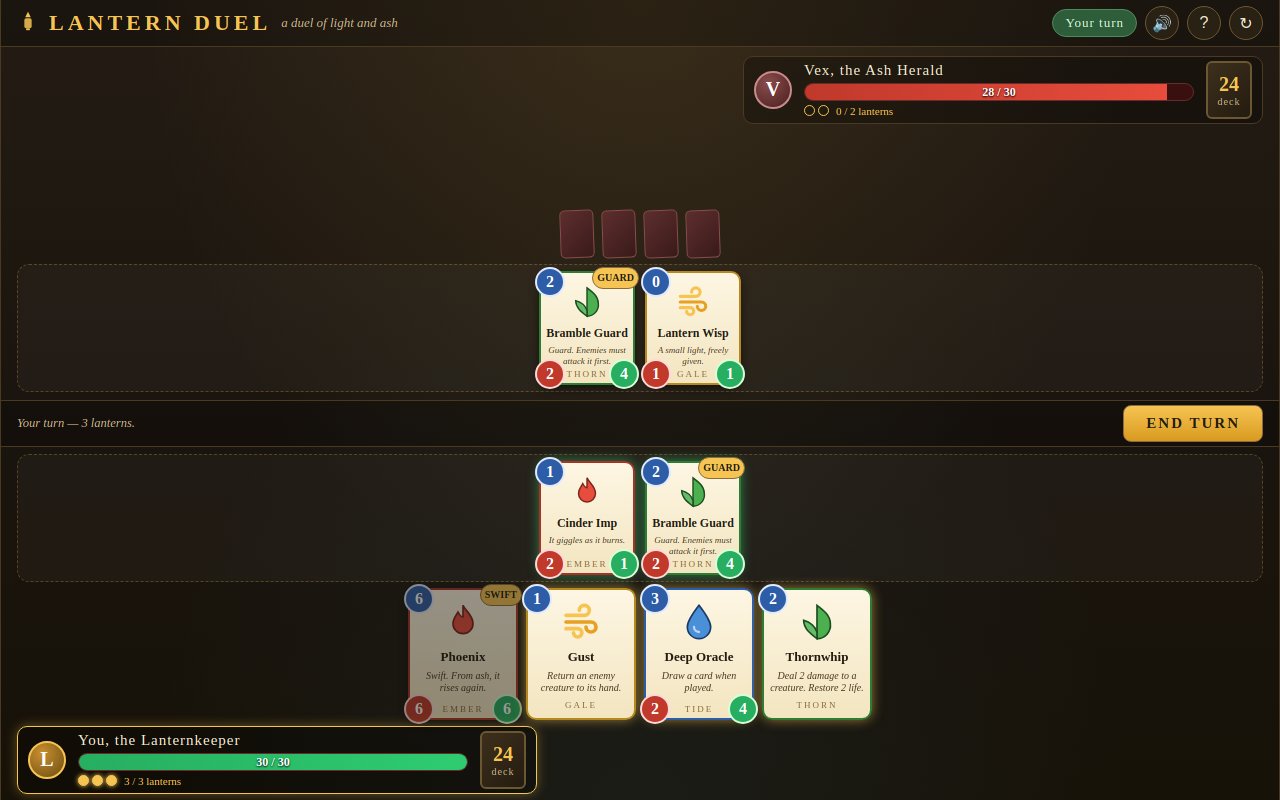 LANTERN DUEL
a duel of light and ash
Your turn
?
V
Vex, the Ash Herald
28 / 30
0 / 2 lanterns
24
deck
2
GUARD
Bramble Guard
Guard. Enemies must
attack it first.
2
THORN
4
0
Lantern Wisp
A small light, freely
given.
1
GALE
1
Your turn — 3 lanterns.
END TURN
1
Cinder Imp
It giggles as it burns.
2
EMBER
1
2
GUARD
Bramble Guard
Guard. Enemies must
attack it first.
2
THORN
4
6
SWIFT
Phoenix
Swift. From ash, it
rises again.
6
EMBER
6
1
Gust
Return an enemy
creature to its hand.
GALE
3
Deep Oracle
Draw a card when
played.
2
TIDE
4
2
Thornwhip
Deal 2 damage to a
creature. Restore 2 life.
THORN
L
You, the Lanternkeeper
30 / 30
3 / 3 lanterns
24
deck